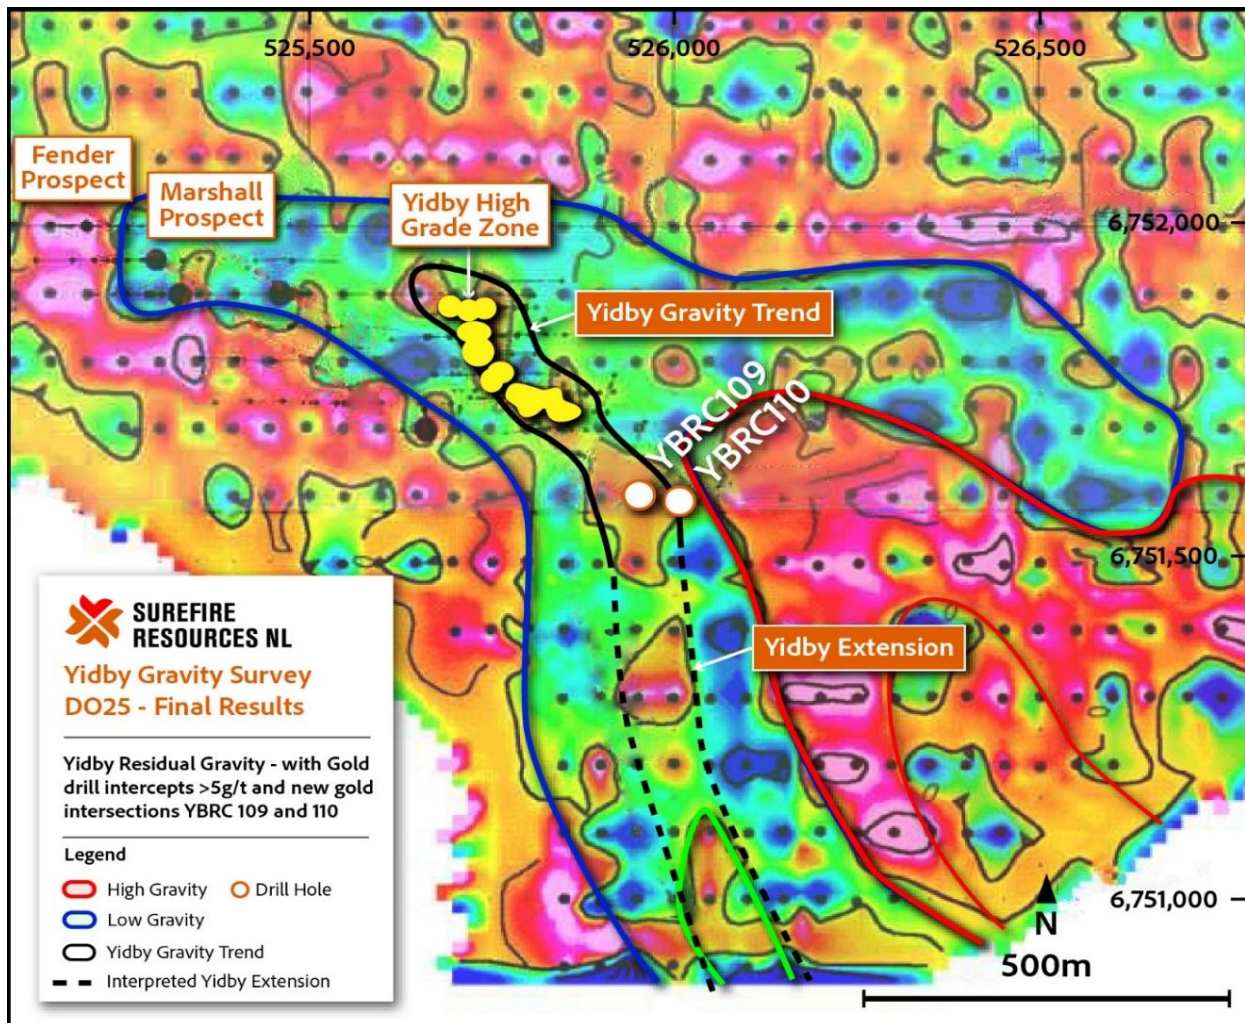 525,500
526,000
526,500
Fender
Prospect
Marshall
Prospect
Yidby High
Grade Zone
6,752,000
Yidby Gravity Trend
YBRC109
YBRC110
6,751,500
Yidby Extension
SUREFIRE
RESOURCES NL
Yidby Gravity Survey
DO25 - Final Results
Yidby Residual Gravity - with Gold
drill intercepts >5g/t and new gold
intersections YBRC 109 and 110
Legend
High Gravity
Drill Hole
Low Gravity
Yidby Gravity Trend
Interpreted Yidby Extension
6,751,000
N
500m